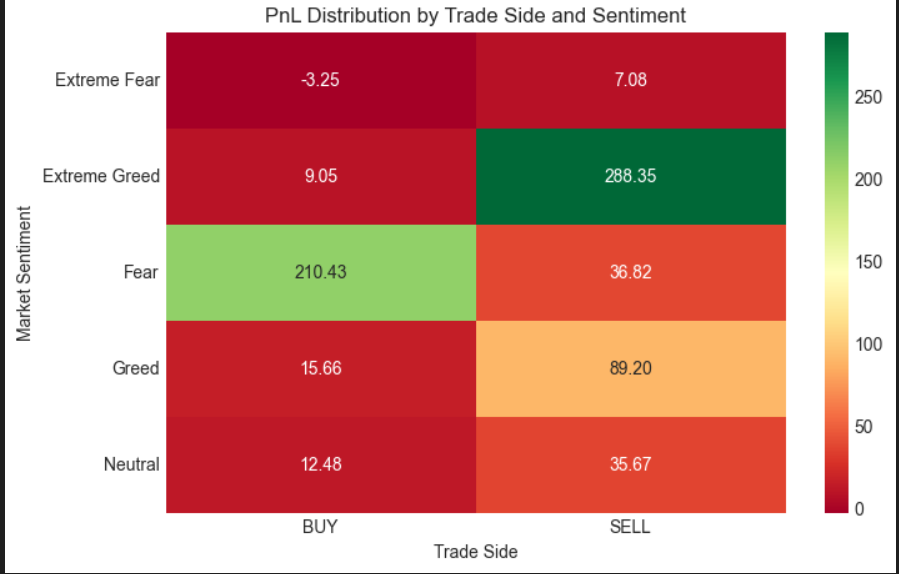 PnL Distribution by Trade Side and Sentiment
Extreme Fear -3.25 7.08
Extreme Greed 9.05 288.35
Fear 210.43 36.82
Greed 15.66 89.20
Neutral 12.48 35.67
BUY SELL
Trade Side
Market Sentiment
250
200
150
100
50
0